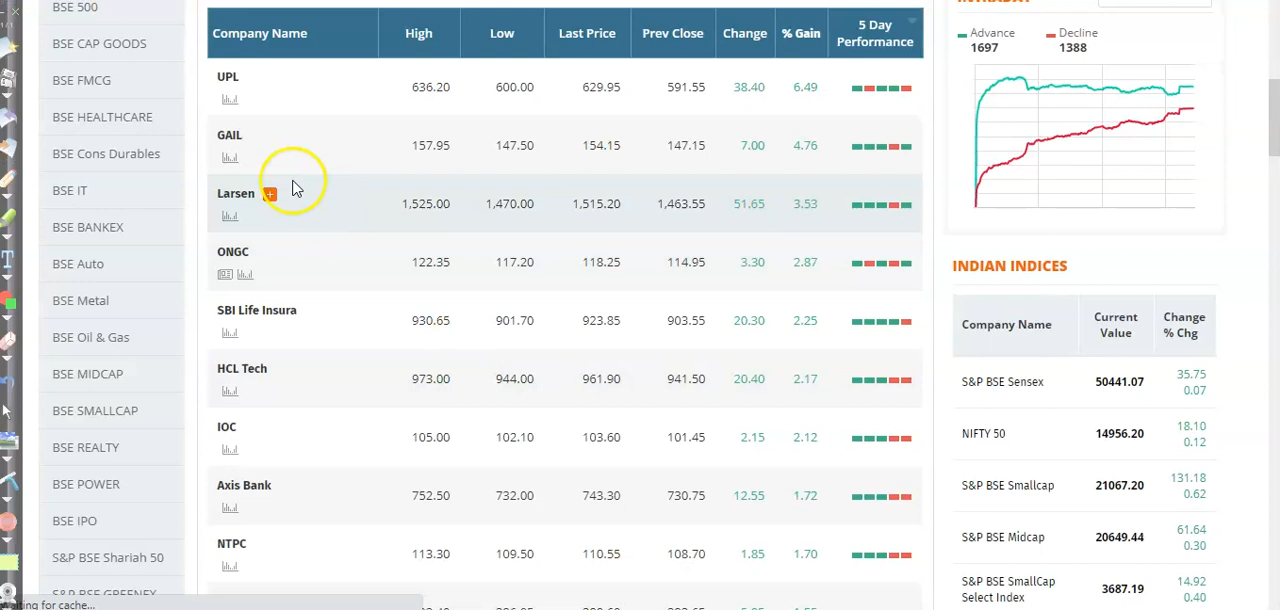 BSE 500
BSE CAP GOODS
BSE FMCG
BSE HEALTHCARE
BSE Cons Durables
BSE IT
BSE BANKEX
BSE Auto
BSE Metal
BSE Oil & Gas
BSE MIDCAP
BSE SMALLCAP
BSE REALTY
BSE POWER
BSE IPO
S&P BSE Shariah 50
S&P BSE GREENEX
Company Name High Low Last Price Prev Close Change % Gain 5 Day Performance
UPL 636.20 600.00 629.95 591.55 38.40 6.49
GAIL 157.95 147.50 154.15 147.15 7.00 4.76
Larsen + 1,525.00 1,470.00 1,515.20 1,463.55 51.65 3.53
ONGC 122.35 117.20 118.25 114.95 3.30 2.87
SBI Life Insura 930.65 901.70 923.85 903.55 20.30 2.25
HCL Tech 973.00 944.00 961.90 941.50 20.40 2.17
IOC 105.00 102.10 103.60 101.45 2.15 2.12
Axis Bank 752.50 732.00 743.30 730.75 12.55 1.72
NTPC 113.30 109.50 110.55 108.70 1.85 1.70
INTRADAY
Advance Decline
1697 1388
INDIAN INDICES
Company Name Current Value Change % Chg
S&P BSE Sensex 50441.07 35.75 0.07
NIFTY 50 14956.20 18.10 0.12
S&P BSE Smallcap 21067.20 131.18 0.62
S&P BSE Midcap 20649.44 61.64 0.30
S&P BSE SmallCap Select Index 3687.19 14.92 0.40
waiting for cache...